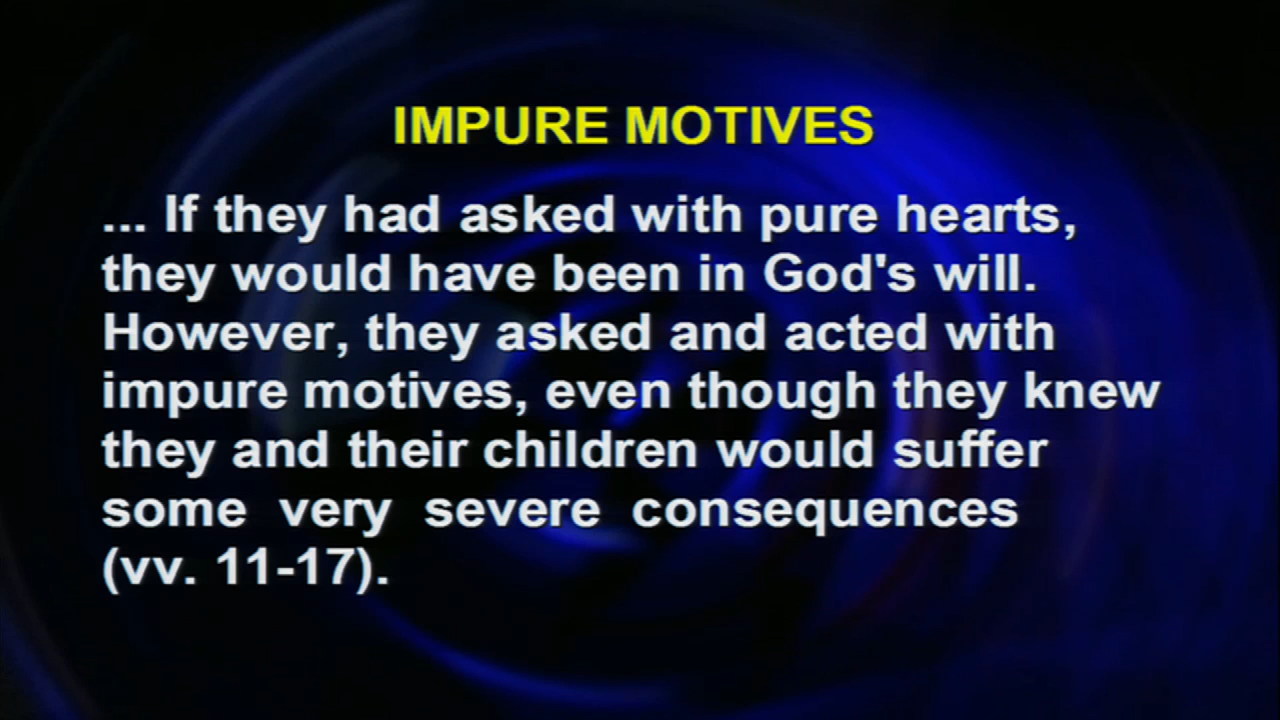 IMPURE MOTIVES
... If they had asked with pure hearts,
they would have been in God's will.
However, they asked and acted with
impure motives, even though they knew
they and their children would suffer
some very severe consequences
(vv. 11-17).